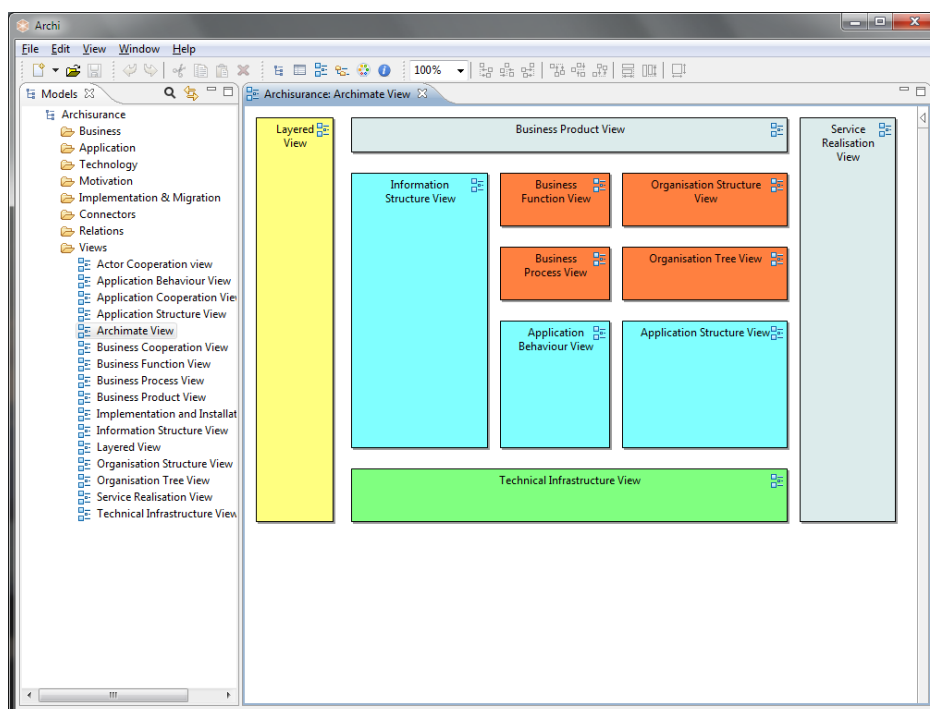 Archi
File Edit View Window Help
100%
Models
Archisurance
Business
Application
Technology
Motivation
Implementation & Migration
Connectors
Relations
Views
Actor Cooperation view
Application Behaviour View
Application Cooperation Vie
Application Structure View
Archimate View
Business Cooperation View
Business Function View
Business Process View
Business Product View
Implementation and Installat
Information Structure View
Layered View
Organisation Structure View
Organisation Tree View
Service Realisation View
Technical Infrastructure View
Archisurance: Archimate View
Layered
View
Business Product View
Service
Realisation
View
Information
Structure View
Business
Function View
Organisation Structure
View
Business
Process View
Organisation Tree View
Application
Behaviour View
Application Structure View
Technical Infrastructure View